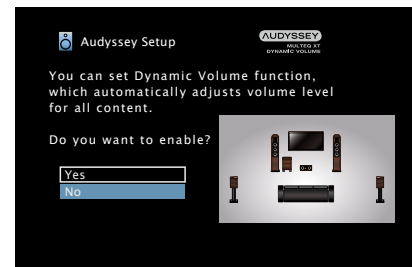 Audyssey Setup
AUDYSSEY
MULTEQ XT
DYNAMIC VOLUME
You can set Dynamic Volume function,
which automatically adjusts volume level
for all content.
Do you want to enable?
Yes
No